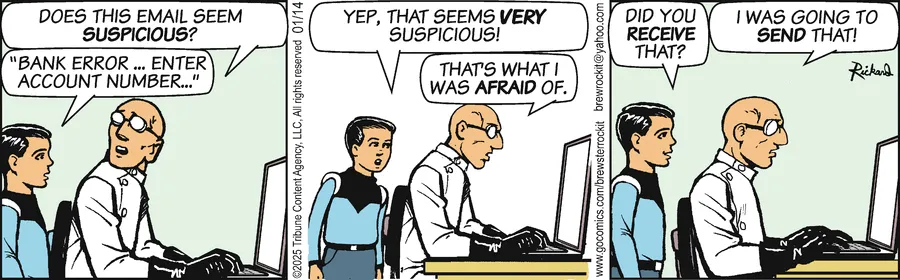 DOES THIS EMAIL SEEM
SUSPICIOUS?
"BANK ERROR ... ENTER
ACCOUNT NUMBER..."
©2025 Tribune Content Agency, LLC. All rights reserved 01/14
YEP, THAT SEEMS VERY
SUSPICIOUS!
THAT'S WHAT I
WAS AFRAID OF.
www.gocomics.com/brewsterrockit brewrockit@yahoo.com
DID YOU
RECEIVE
THAT?
I WAS GOING TO
SEND THAT!
Rickard